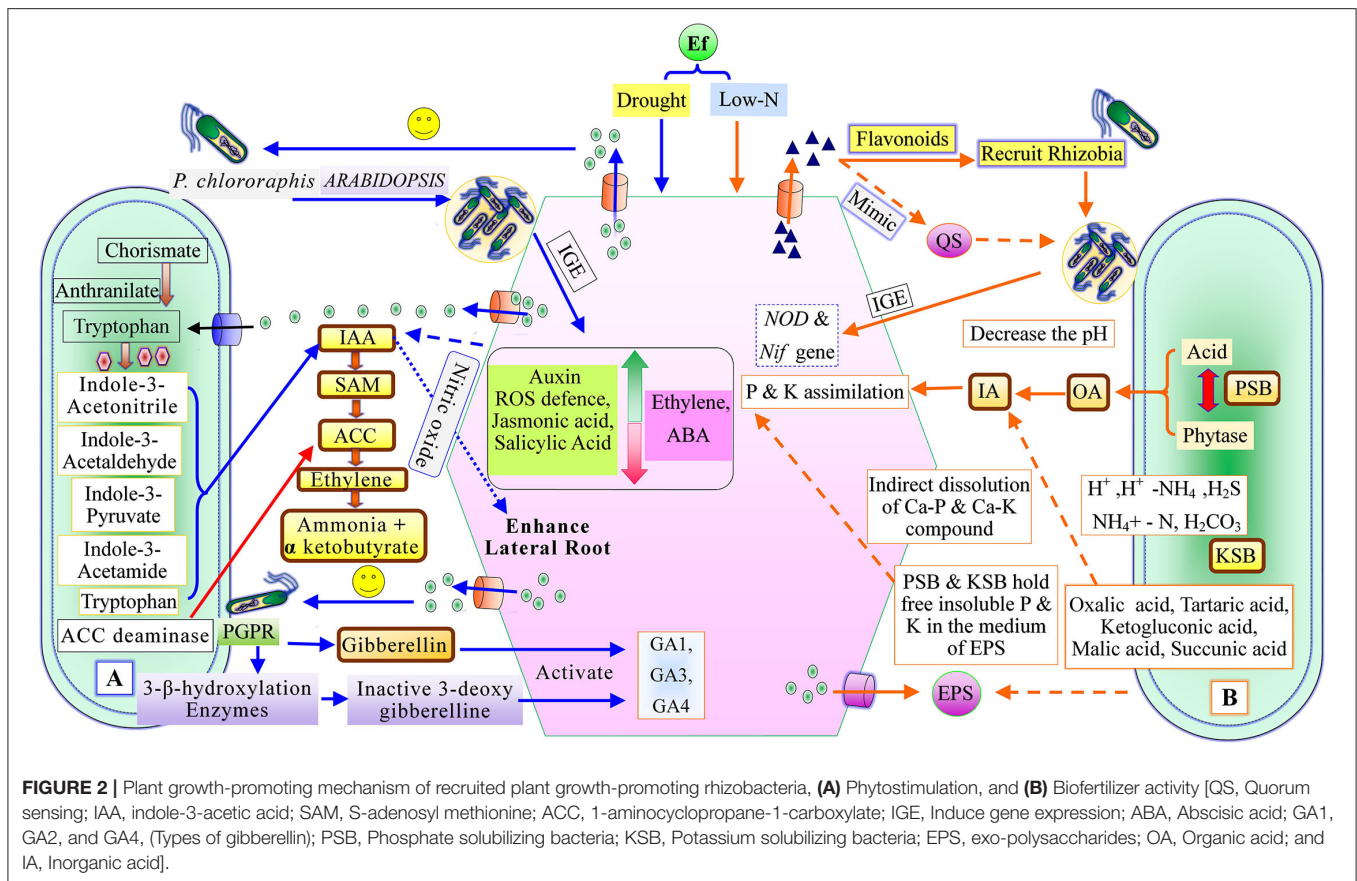 Ef
Drought
Low-N
Flavonoids
Recruit Rhizobia
Mimic
QS
P. chlororaphis
ARABIDOPSIS
IGE
IGE
Chorismate
Anthranilate
Tryptophan
Indole-3-
Acetonitrile
Indole-3-
Acetaldehyde
Indole-3-
Pyruvate
Indole-3-
Acetamide
Tryptophan
ACC deaminase
A
IAA
SAM
ACC
Ethylene
Ammonia +
α ketobutyrate
Nitric oxide
Enhance
Lateral Root
Auxin
ROS defence,
Jasmonic acid,
Salicylic Acid
Ethylene,
ABA
PGPR
Gibberellin
3-β-hydroxylation
Enzymes
Inactive 3-deoxy
gibberelline
Activate
GA1,
GA3,
GA4
NOD &
Nif gene
Decrease the pH
P & K assimilation
IA
OA
Acid
PSB
Phytase
Indirect dissolution
of Ca-P & Ca-K
compound
H+ ,H+ -NH4 ,H2S
NH4+ - N, H2CO3
KSB
PSB & KSB hold
free insoluble P &
K in the medium
of EPS
Oxalic acid, Tartaric acid,
Ketogluconic acid,
Malic acid, Succunic acid
EPS
B
FIGURE 2 | Plant growth-promoting mechanism of recruited plant growth-promoting rhizobacteria, (A) Phytostimulation, and (B) Biofertilizer activity [QS, Quorum
sensing; IAA, indole-3-acetic acid; SAM, S-adenosyl methionine; ACC, 1-aminocyclopropane-1-carboxylate; IGE, Induce gene expression; ABA, Abscisic acid; GA1,
GA2, and GA4, (Types of gibberellin); PSB, Phosphate solubilizing bacteria; KSB, Potassium solubilizing bacteria; EPS, exo-polysaccharides; OA, Organic acid; and
IA, Inorganic acid].